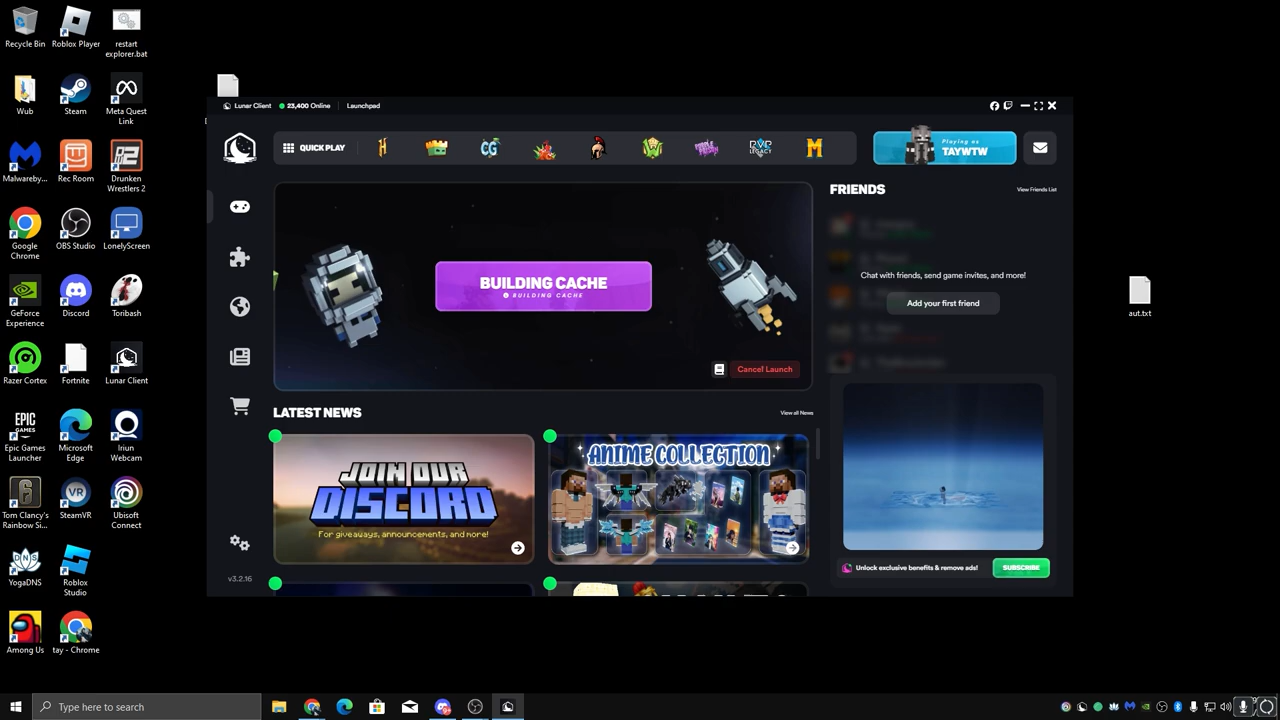 Recycle Bin
Roblox Player
restart
explorer.bat
Wub
Steam
Meta Quest
Link
Malwareby...
Rec Room
Drunken
Wrestlers 2
Google
Chrome
OBS Studio
LonelyScreen
GeForce
Experience
Discord
Toribash
Razer Cortex
Fortnite
Lunar Client
Epic Games
Launcher
Microsoft
Edge
Iriun
Webcam
Tom Clancy's
Rainbow Si...
SteamVR
Ubisoft
Connect
YogaDNS
Roblox
Studio
Among Us
tay - Chrome
aut.txt
Lunar Client
23,400 Online
Launchpad
QUICK PLAY
CG
PVP
LEGACY
Playing as
TAYWTW
BUILDING CACHE
BUILDING CACHE
Cancel Launch
FRIENDS
View Friends List
Chat with friends, send game invites, and more!
Add your first friend
LATEST NEWS
View all News
JOIN OUR
DISCORD
For giveaways, announcements, and more!
ANIME COLLECTION
Unlock exclusive benefits & remove ads!
SUBSCRIBE
v3.2.16
Type here to search